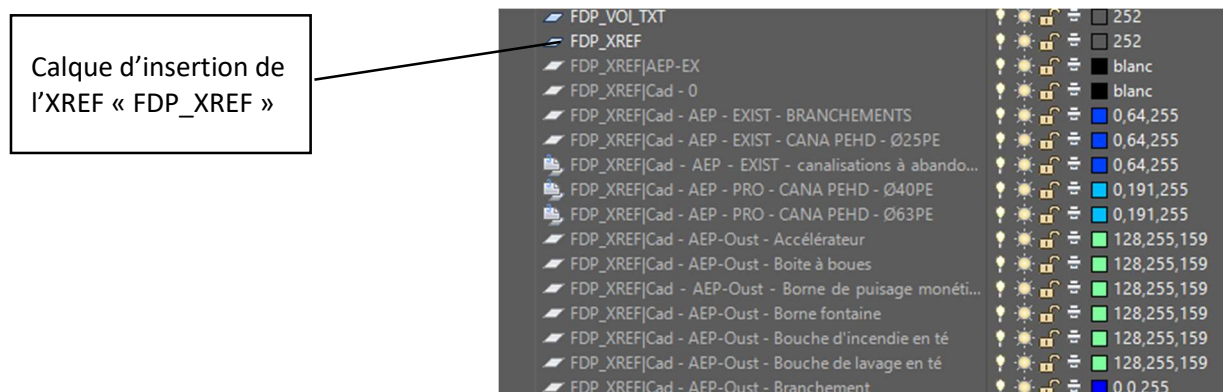 Calque d'insertion de
l'XREF « FDP_XREF »
FDP_VOI_TXT 252
FDP_XREF 252
FDP_XREF|AEP-EX blanc
FDP_XREF|Cad - 0 blanc
FDP_XREF|Cad - AEP - EXIST - BRANCHEMENTS 0,64,255
FDP_XREF|Cad - AEP - EXIST - CANA PEHD - Ø25PE 0,64,255
FDP_XREF|Cad - AEP - EXIST - canalisations à abando... 0,64,255
FDP_XREF|Cad - AEP - PRO - CANA PEHD - Ø40PE 0,191,255
FDP_XREF|Cad - AEP - PRO - CANA PEHD - Ø63PE 0,191,255
FDP_XREF|Cad - AEP-Oust - Accélérateur 128,255,159
FDP_XREF|Cad - AEP-Oust - Boite à boues 128,255,159
FDP_XREF|Cad - AEP-Oust - Borne de puisage monéti... 128,255,159
FDP_XREF|Cad - AEP-Oust - Borne fontaine 128,255,159
FDP_XREF|Cad - AEP-Oust - Bouche d'incendie en té 128,255,159
FDP_XREF|Cad - AEP-Oust - Bouche de lavage en té 128,255,159
FDP_XREF|Cad - AEP-Oust - Branchement 0,0,255